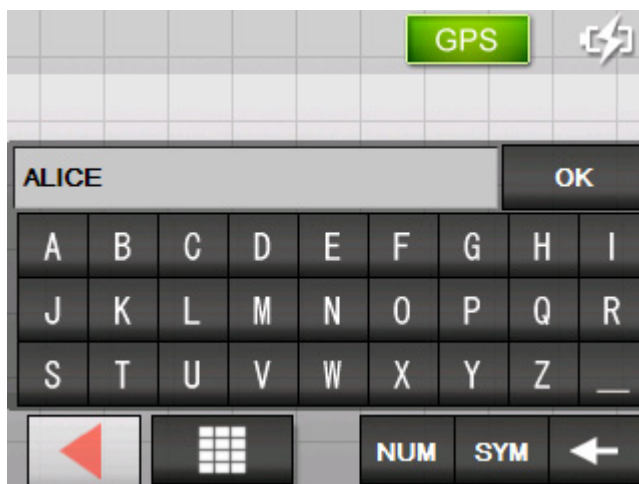 GPS
ALICE OK
A B C D E F G H I
J K L M N O P Q R
S T U V W X Y Z _
NUM SYM